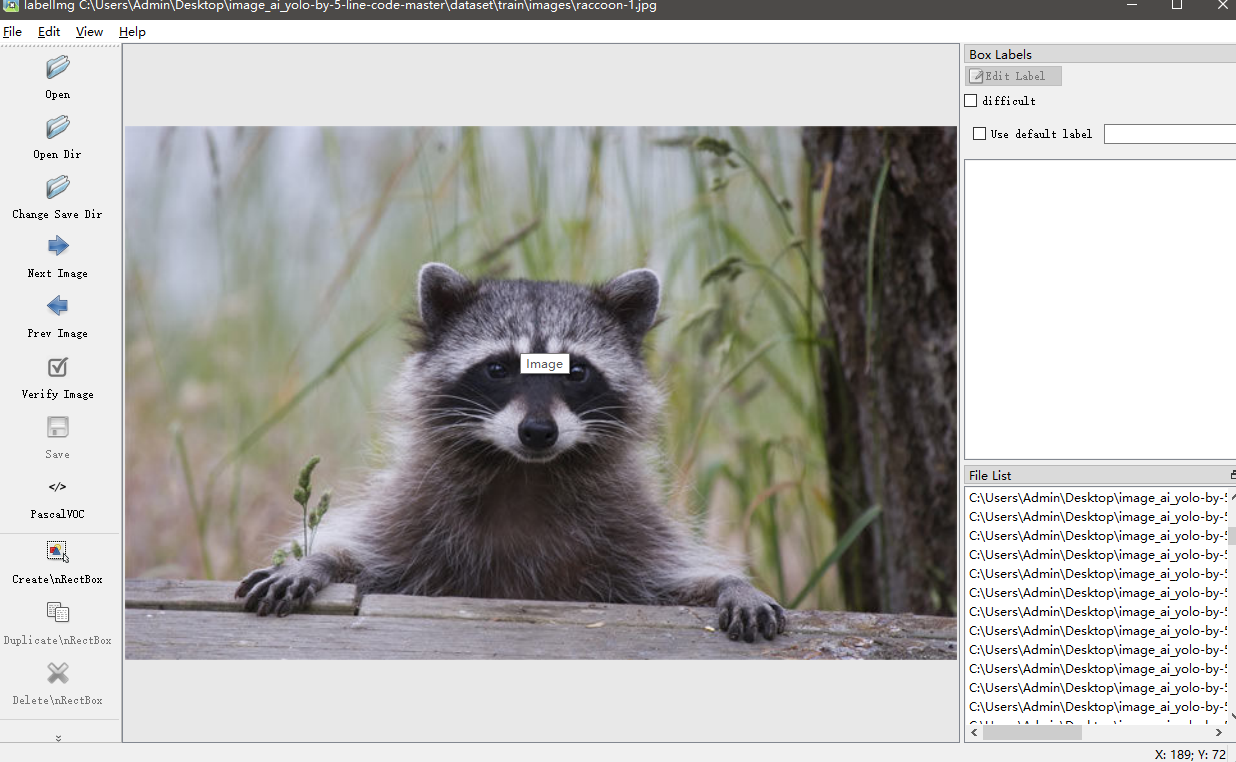 labelImg C:\Users\Admin\Desktop\image_ai_yolo-by-5-line-code-master\dataset\train\images\raccoon-1.jpg
File Edit View Help
Open
Open Dir
Change Save Dir
Next Image
Prev Image
Verify Image
Save
</>
PascalVOC
Create\nRectBox
Duplicate\nRectBox
Delete\nRectBox
Image
Box Labels
Edit Label
difficult
Use default label
File List
C:\Users\Admin\Desktop\image_ai_yolo-by-5
C:\Users\Admin\Desktop\image_ai_yolo-by-5
C:\Users\Admin\Desktop\image_ai_yolo-by-5
C:\Users\Admin\Desktop\image_ai_yolo-by-5
C:\Users\Admin\Desktop\image_ai_yolo-by-5
C:\Users\Admin\Desktop\image_ai_yolo-by-5
C:\Users\Admin\Desktop\image_ai_yolo-by-5
C:\Users\Admin\Desktop\image_ai_yolo-by-5
C:\Users\Admin\Desktop\image_ai_yolo-by-5
C:\Users\Admin\Desktop\image_ai_yolo-by-5
C:\Users\Admin\Desktop\image_ai_yolo-by-5
C:\Users\Admin\Desktop\image_ai_yolo-by-5
X: 189; Y: 72